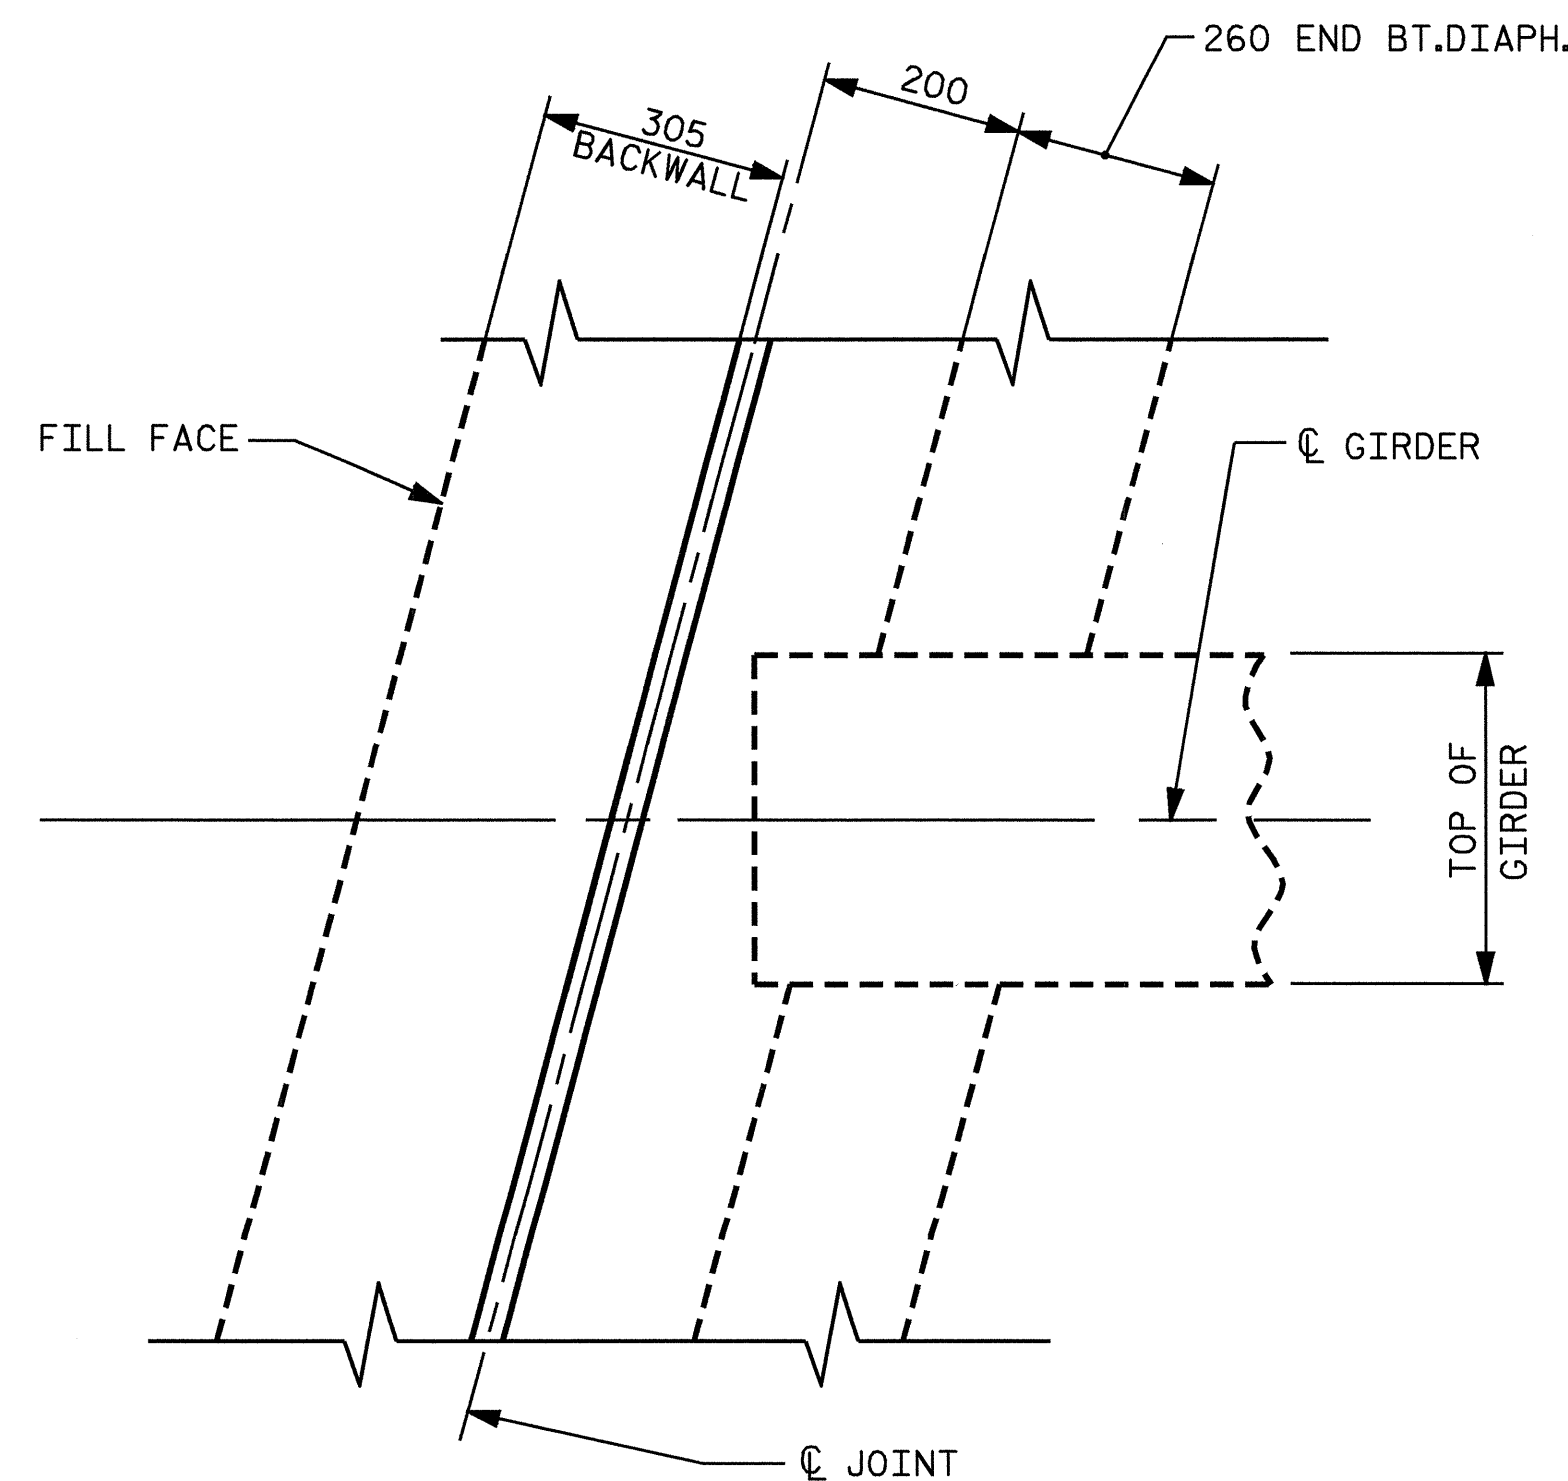 260 END BT.DIAPH.
200
305
BACKWALL
FILL FACE
℄ GIRDER
TOP OF
GIRDER
℄ JOINT